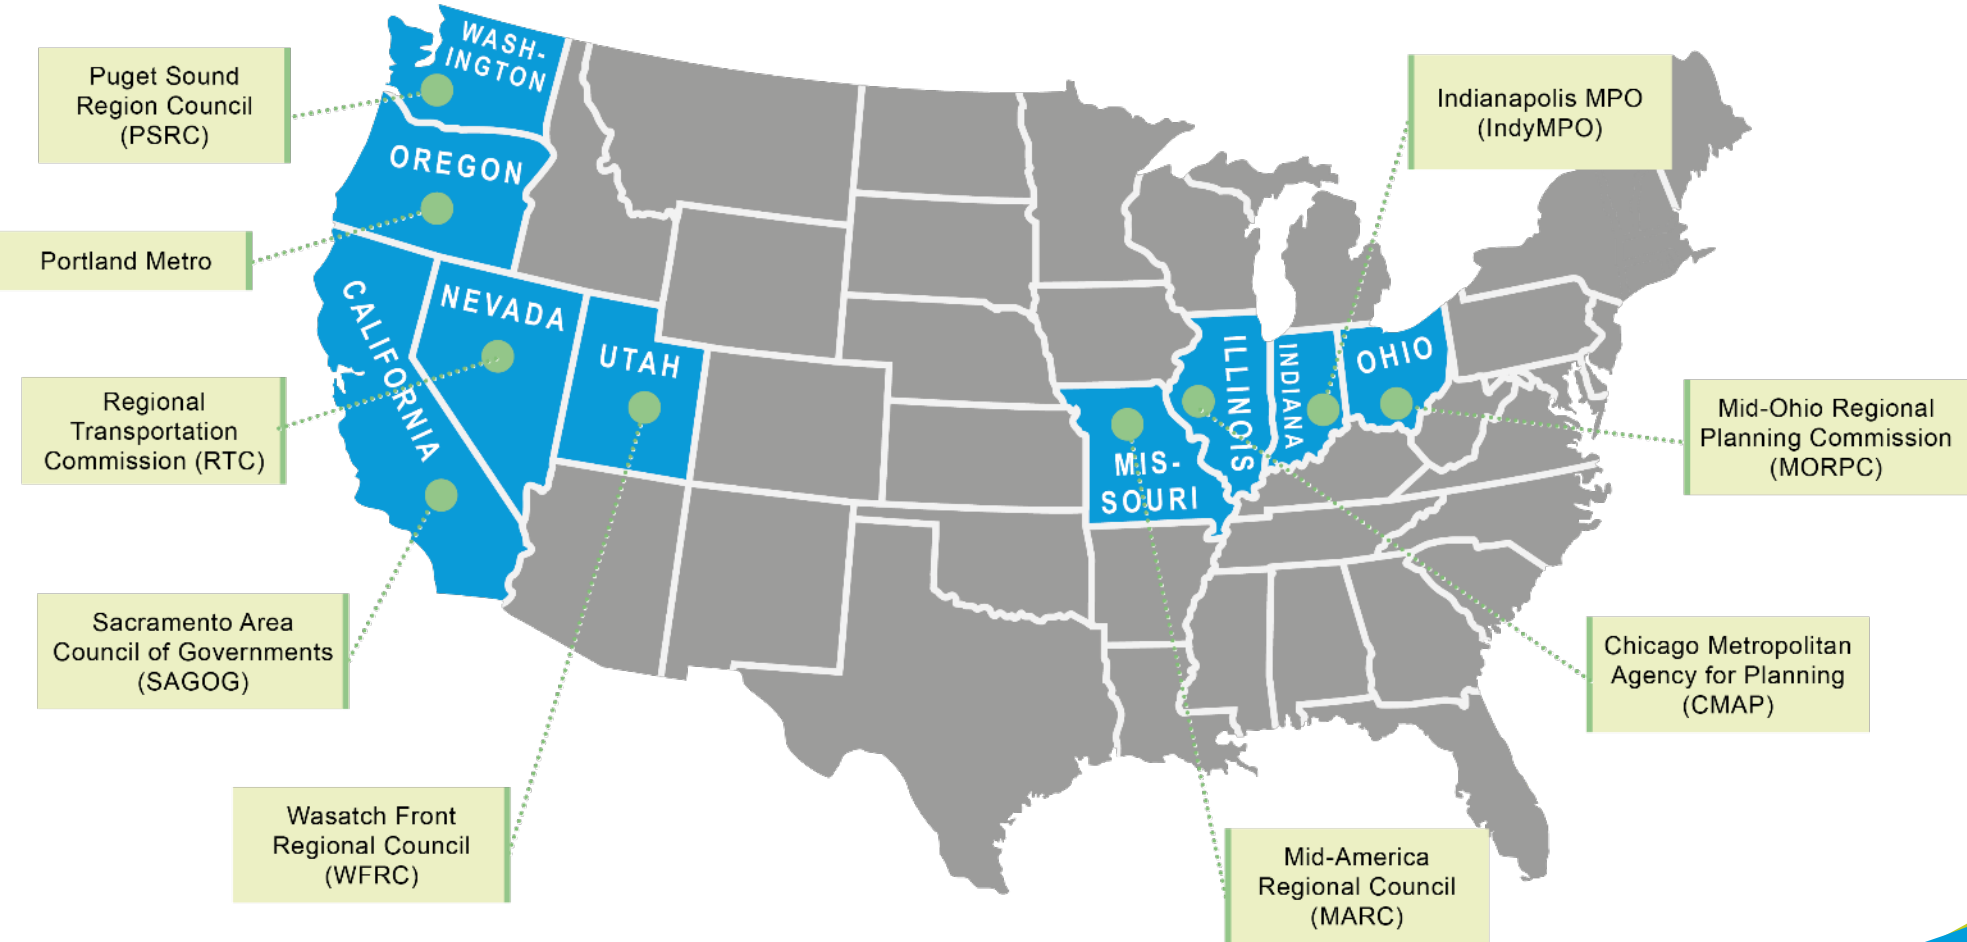 Puget Sound
Region Council
(PSRC)
Portland Metro
Regional
Transportation
Commission (RTC)
Sacramento Area
Council of Governments
(SAGOG)
Wasatch Front
Regional Council
(WFRC)
WASH-
INGTON
OREGON
CALIFORNIA
NEVADA
UTAH
MIS-
SOURI
ILLINOIS
INDIANA
OHIO
Indianapolis MPO
(IndyMPO)
Mid-Ohio Regional
Planning Commission
(MORPC)
Chicago Metropolitan
Agency for Planning
(CMAP)
Mid-America
Regional Council
(MARC)